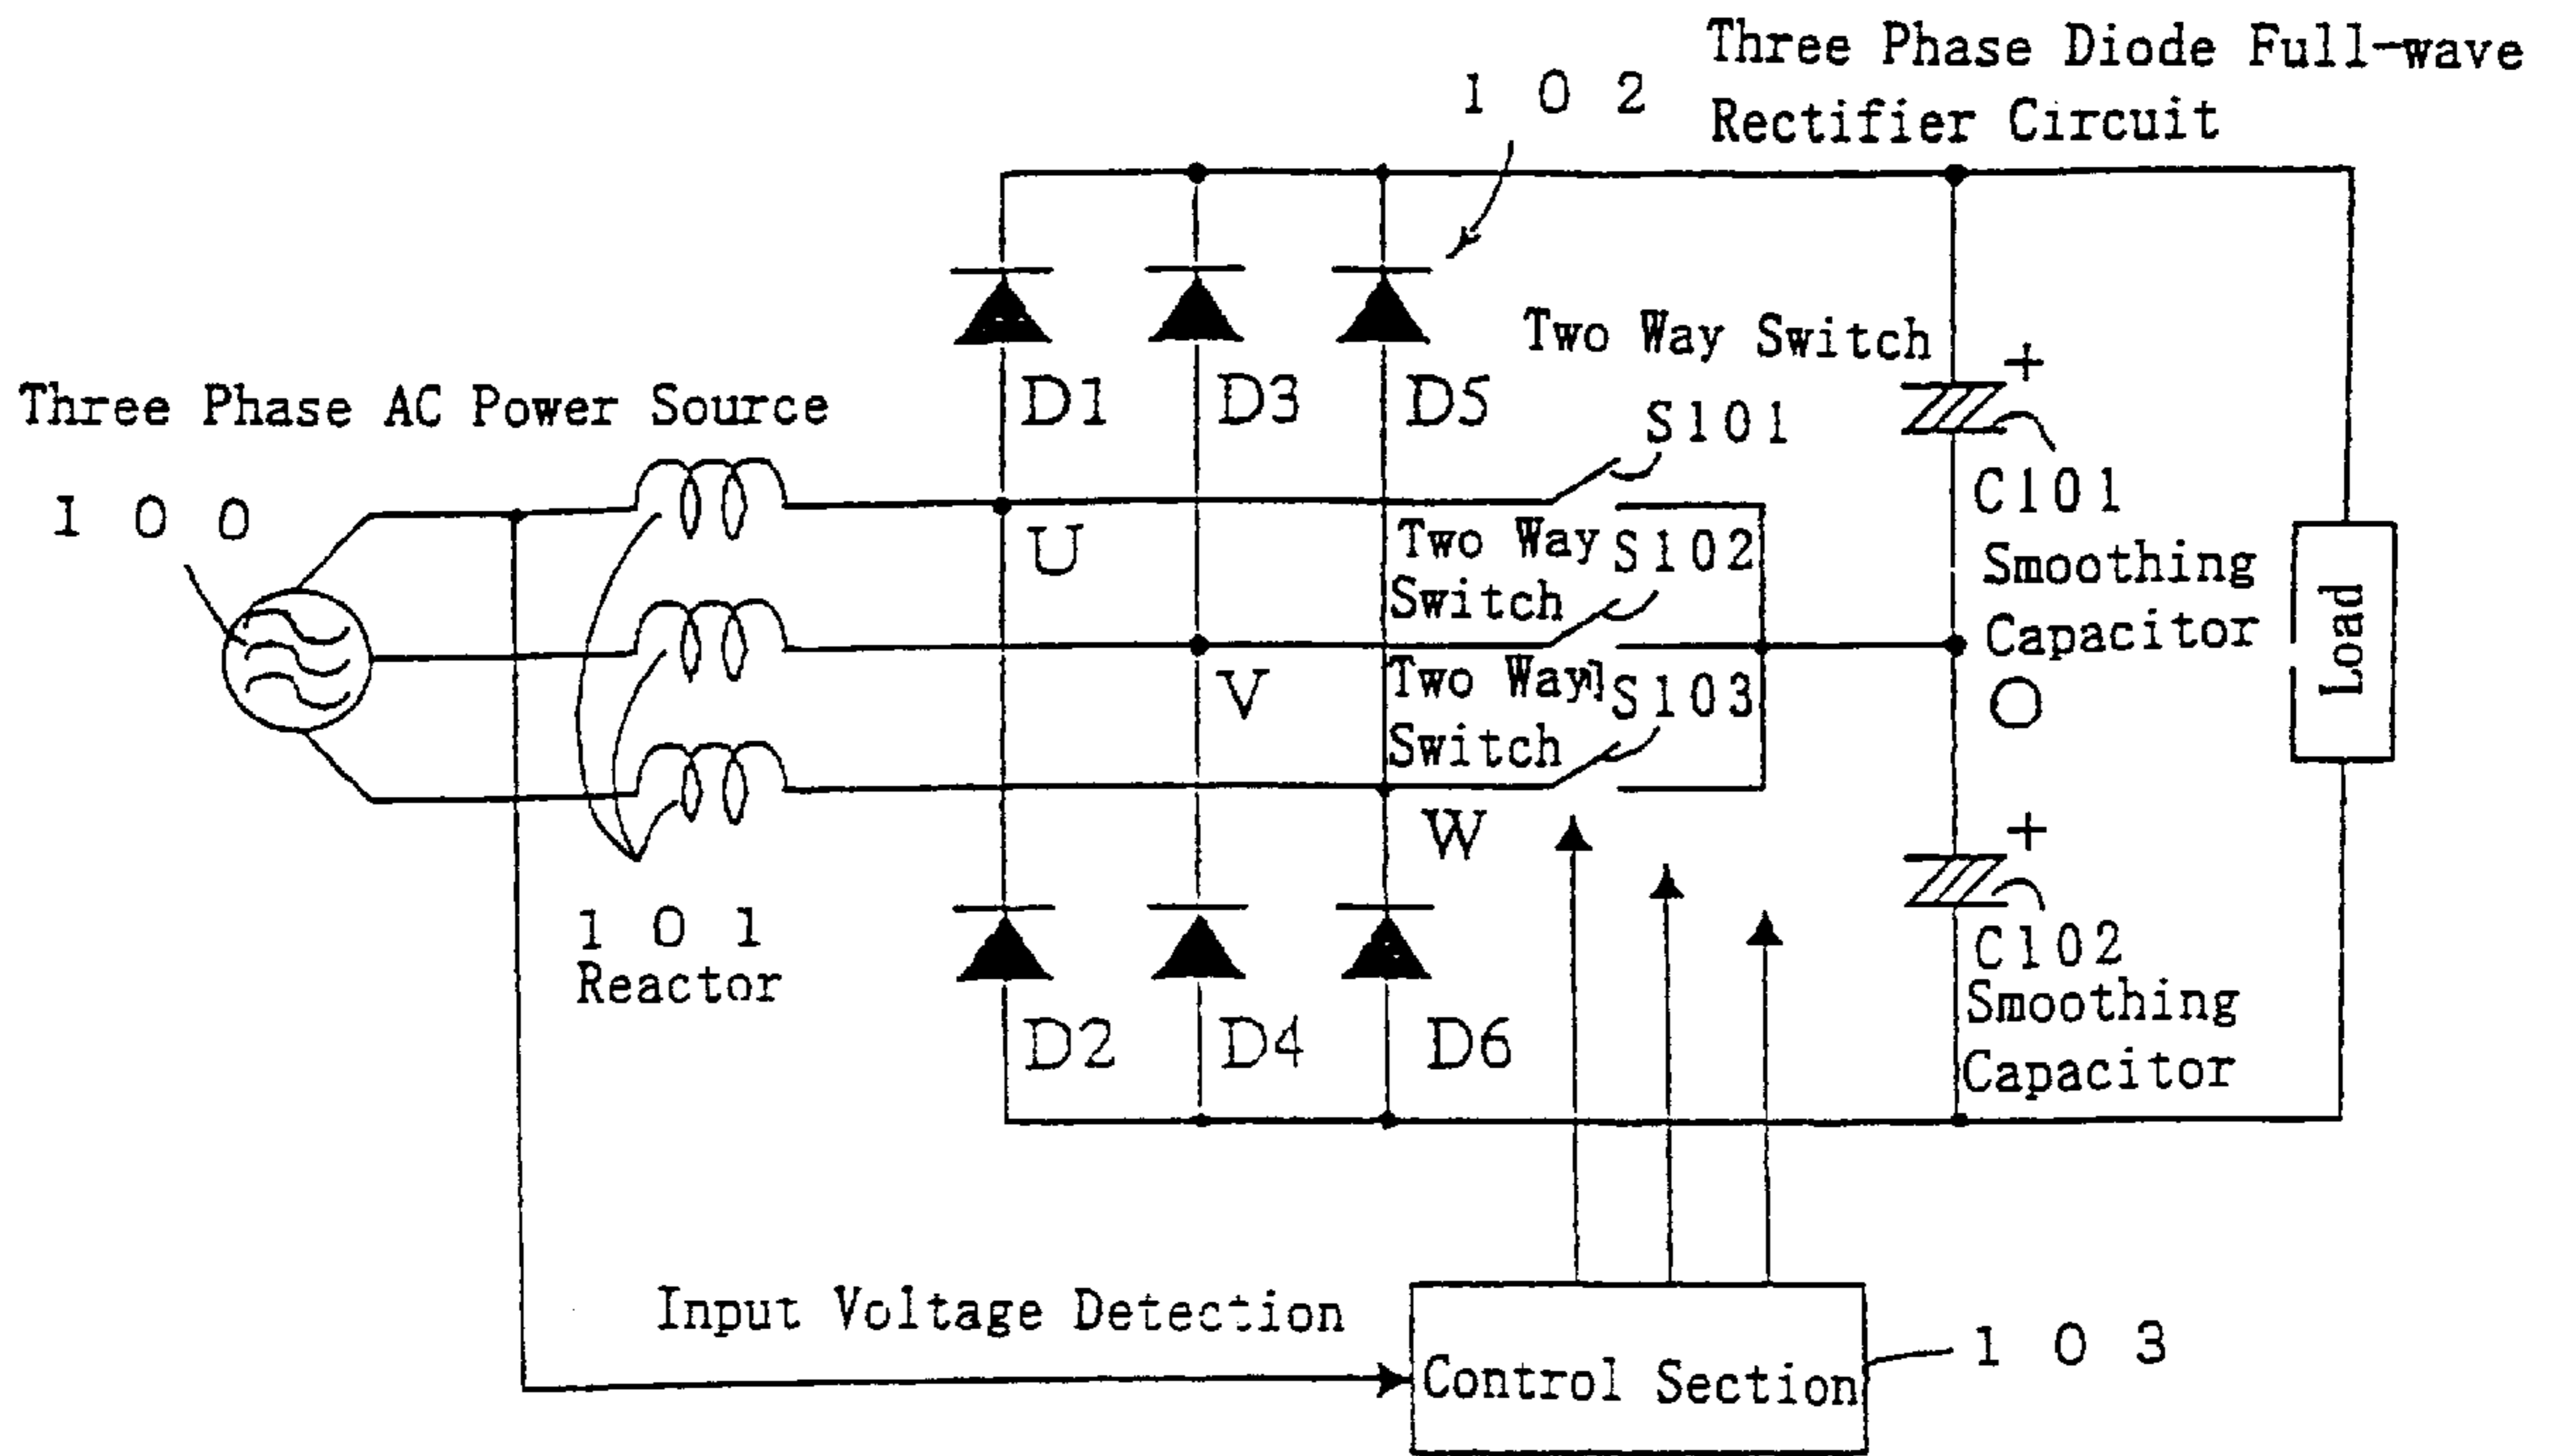 Three Phase Diode Full-wave
Rectifier Circuit
1 0 2
Two Way Switch
D1
D3
D5
S101
+
Three Phase AC Power Source
1 0 0
C101
Smoothing
Capacitor
U
Two Way
Switch
S102
O
Load
V
Two Way
Switch
S103
W
+
1 0 1
Reactor
C102
Smoothing
Capacitor
D2
D4
D6
Input Voltage Detection
Control Section
1 0 3